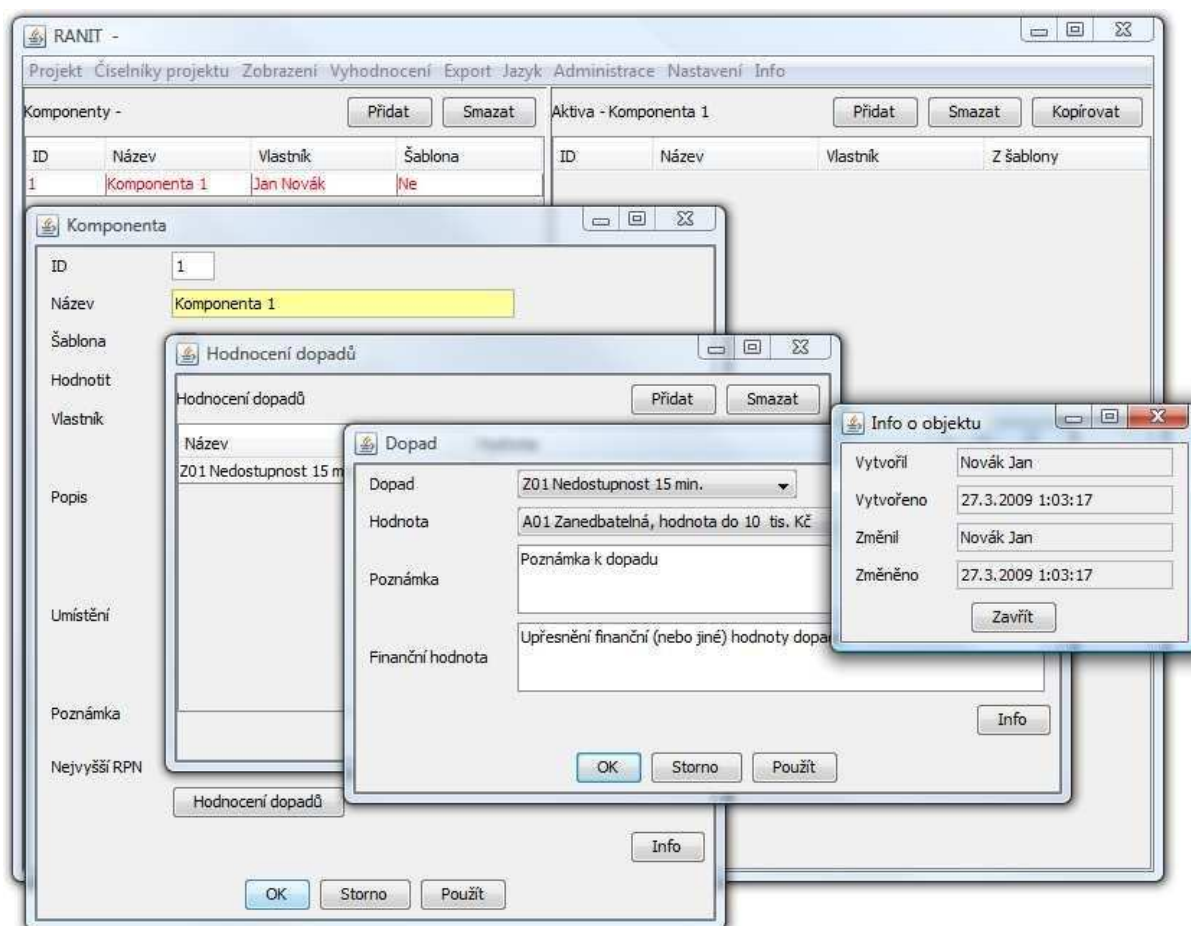 RANIT -
Projekt Číselníky projektu Zobrazení Vyhodnocení Export Jazyk Administrace Nastavení Info
Komponenty -
Přidat
Smazat
Aktiva - Komponenta 1
Přidat
Smazat
Kopírovat
ID Název Vlastník Šablona
ID Název Vlastník Z šablony
1 Komponenta 1 Jan Novák Ne
Komponenta
ID 1
Název Komponenta 1
Šablona
Hodnotit
Vlastník
Popis
Umístění
Poznámka
Nejvyšší RPN
Hodnocení dopadů
Info
OK Storno Použít
Hodnocení dopadů
Hodnocení dopadů
Přidat
Smazat
Název
Z01 Nedostupnost 15 m
Dopad
Dopad Z01 Nedostupnost 15 min.
Hodnota A01 Zanedbatelná, hodnota do 10 tis. Kč
Poznámka Poznámka k dopadu
Finanční hodnota Upřesnění finanční (nebo jiné) hodnoty dopa
Info
OK Storno Použít
Info o objektu
Vytvořil Novák Jan
Vytvořeno 27.3.2009 1:03:17
Změnil Novák Jan
Změněno 27.3.2009 1:03:17
Zavřít